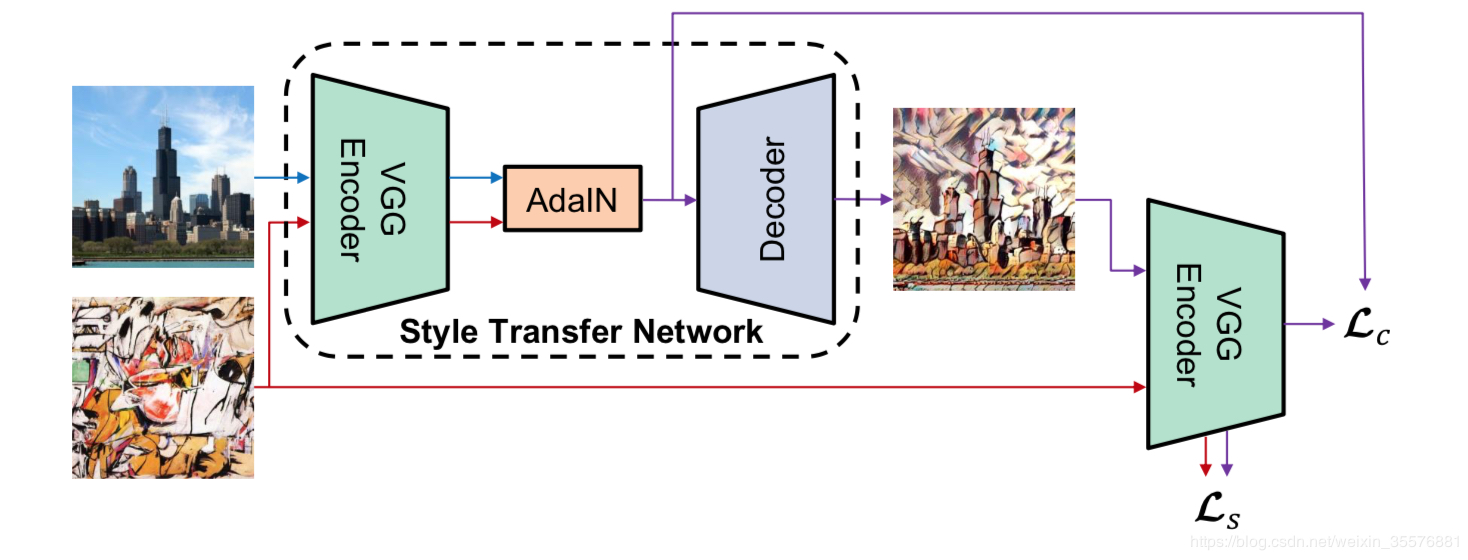 VGG
Encoder
AdaIN
Decoder
Style Transfer Network
VGG
Encoder
ℒc
ℒs
https://blog.csdn.net/weixin_35576881